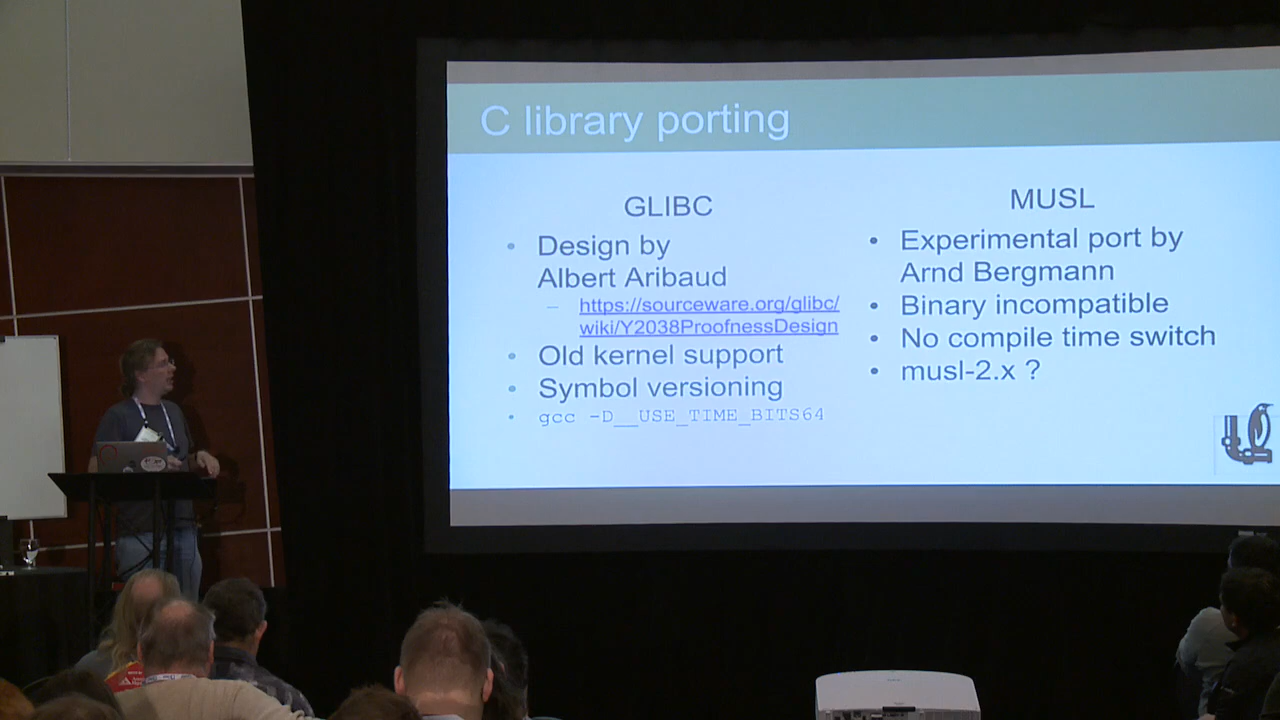 C library porting
GLIBC
• Design by
Albert Aribaud
– https://sourceware.org/glibc/
wiki/Y2038ProofnessDesign
• Old kernel support
• Symbol versioning
• gcc -D__USE_TIME_BITS64
MUSL
• Experimental port by
Arnd Bergmann
• Binary incompatible
• No compile time switch
• musl-2.x ?